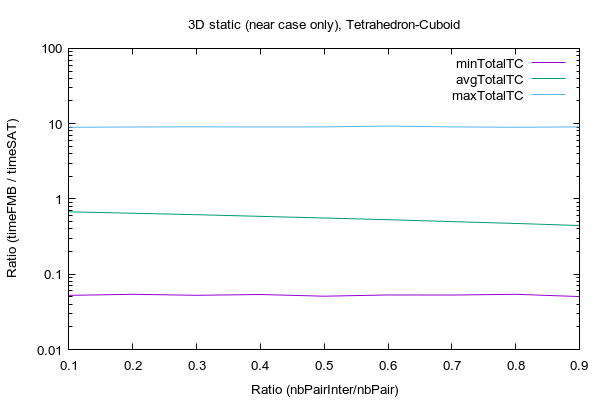 3D static (near case only), Tetrahedron-Cuboid
100
10
1
0.1
0.01
Ratio (timeFMB / timeSAT)
minTotalTC
avgTotalTC
maxTotalTC
0.1 0.2 0.3 0.4 0.5 0.6 0.7 0.8 0.9
Ratio (nbPairInter/nbPair)